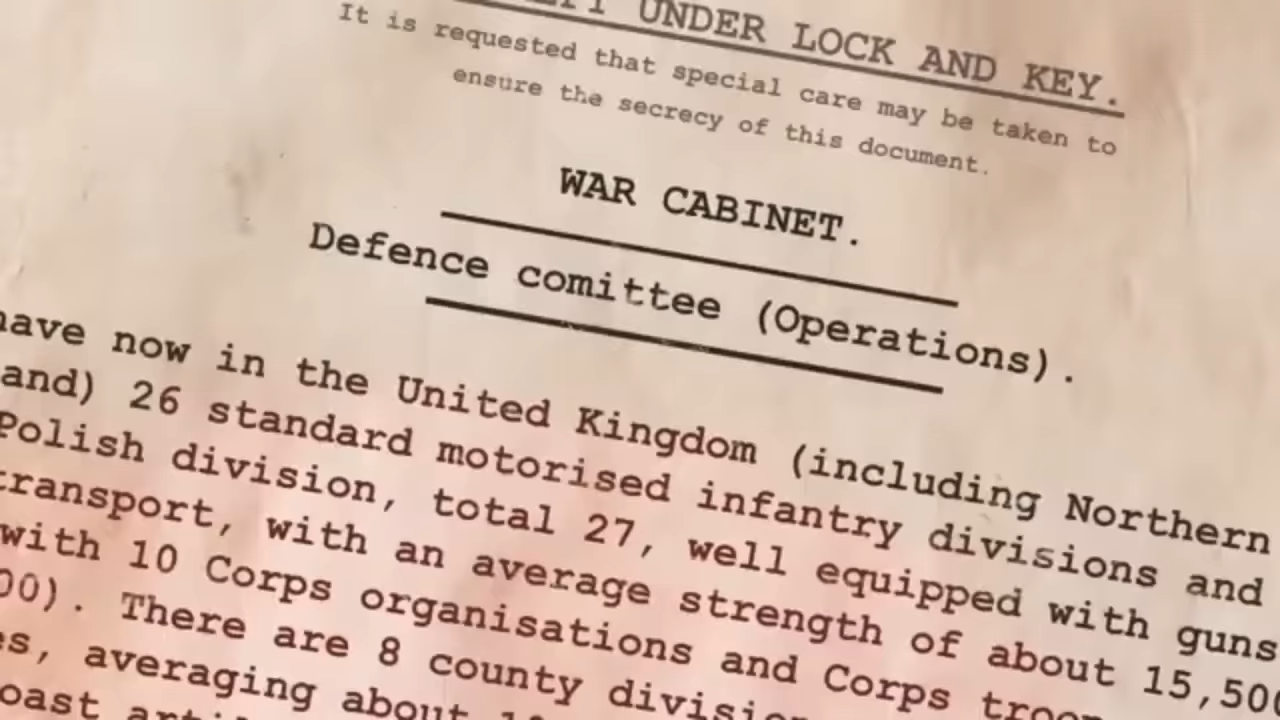 UNDER LOCK AND KEY.
It is requested that special care may be taken to
ensure the secrecy of this document.
WAR CABINET.
Defence comittee (Operations).
have now in the United Kingdom (including Northern
and) 26 standard motorised infantry divisions and
Polish division, total 27, well equipped with guns
transport, with an average strength of about 15,500
with 10 Corps organisations and Corps
00). There are 8 county
es, averaging about